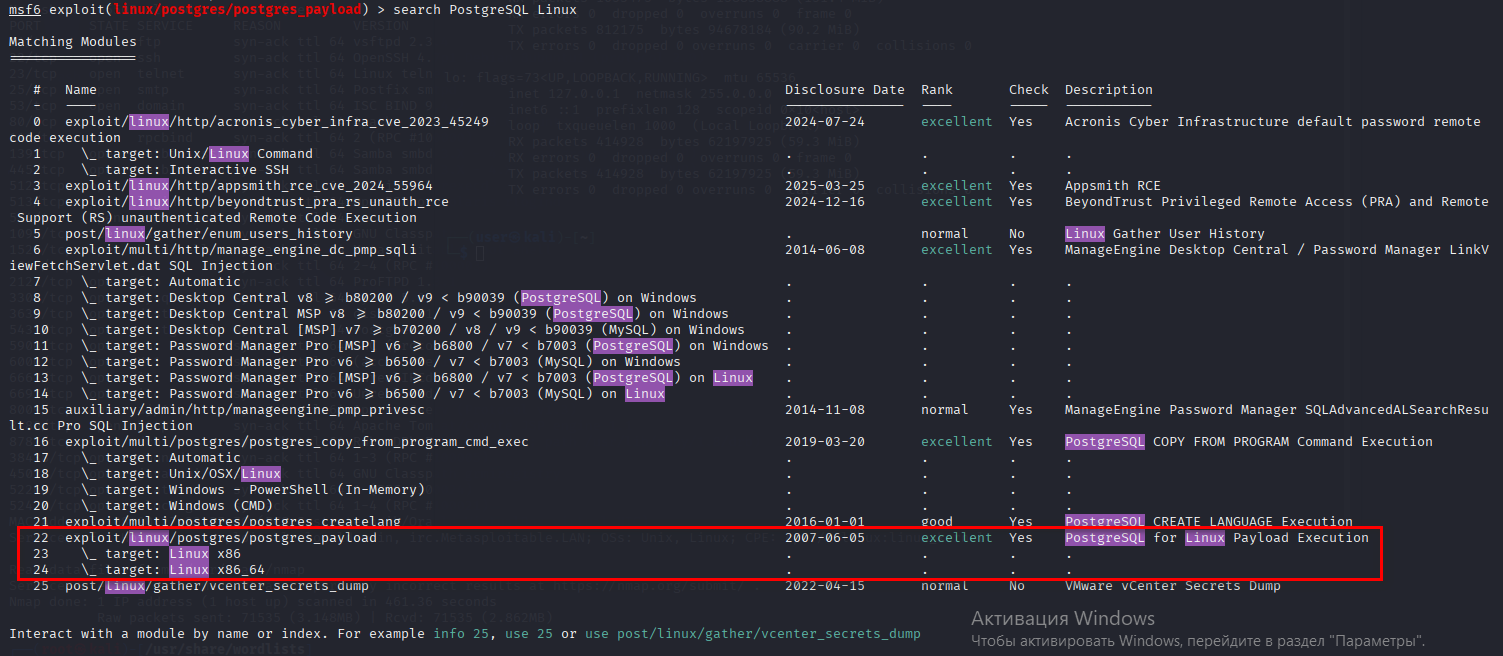 msf6 exploit(linux/postgres/postgres_payload) > search PostgreSQL Linux
Matching Modules
# Name Disclosure Date Rank Check Description
- ---- --------------- ---- ----- -----------
0 exploit/linux/http/acronis_cyber_infra_cve_2023_45249 2024-07-24 excellent Yes Acronis Cyber Infrastructure default password remote
code execution
1 \_ target: Unix/Linux Command . . . .
2 \_ target: Interactive SSH . . . .
3 exploit/linux/http/appsmith_rce_cve_2024_55964 2025-03-25 excellent Yes Appsmith RCE
4 exploit/linux/http/beyondtrust_pra_rs_unauth_rce 2024-12-16 excellent Yes BeyondTrust Privileged Remote Access (PRA) and Remote
Support (RS) unauthenticated Remote Code Execution
5 post/linux/gather/enum_users_history . normal No Linux Gather User History
6 exploit/multi/http/manage_engine_dc_pmp_sqli 2014-06-08 excellent Yes ManageEngine Desktop Central / Password Manager LinkV
iewFetchServlet.dat SQL Injection
7 \_ target: Automatic . . . .
8 \_ target: Desktop Central v8 ≥ b80200 / v9 < b90039 (PostgreSQL) on Windows . . . .
9 \_ target: Desktop Central MSP v8 ≥ b80200 / v9 < b90039 (PostgreSQL) on Windows . . . .
10 \_ target: Desktop Central [MSP] v7 ≥ b70200 / v8 / v9 < b90039 (MySQL) on Windows . . . .
11 \_ target: Password Manager Pro [MSP] v6 ≥ b6800 / v7 < b7003 (PostgreSQL) on Windows . . . .
12 \_ target: Password Manager Pro v6 ≥ b6500 / v7 < b7003 (MySQL) on Windows . . . .
13 \_ target: Password Manager Pro [MSP] v6 ≥ b6800 / v7 < b7003 (PostgreSQL) on Linux . . . .
14 \_ target: Password Manager Pro v6 ≥ b6500 / v7 < b7003 (MySQL) on Linux . . . .
15 auxiliary/admin/http/manageengine_pmp_privesc 2014-11-08 normal Yes ManageEngine Password Manager SQLAdvancedALSearchResu
lt.cc Pro SQL Injection
16 exploit/multi/postgres/postgres_copy_from_program_cmd_exec 2019-03-20 excellent Yes PostgreSQL COPY FROM PROGRAM Command Execution
17 \_ target: Automatic . . . .
18 \_ target: Unix/OSX/Linux . . . .
19 \_ target: Windows - PowerShell (In-Memory) . . . .
20 \_ target: Windows (CMD) . . . .
21 exploit/multi/postgres/postgres_createlang 2016-01-01 good Yes PostgreSQL CREATE LANGUAGE Execution
22 exploit/linux/postgres/postgres_payload 2007-06-05 excellent Yes PostgreSQL for Linux Payload Execution
23 \_ target: Linux x86 . . . .
24 \_ target: Linux x86_64 . . . .
25 post/linux/gather/vcenter_secrets_dump 2022-04-15 normal No VMware vCenter Secrets Dump
Interact with a module by name or index. For example info 25, use 25 or use post/linux/gather/vcenter_secrets_dump
Активация Windows
Чтобы активировать Windows, перейдите в раздел "Параметры".